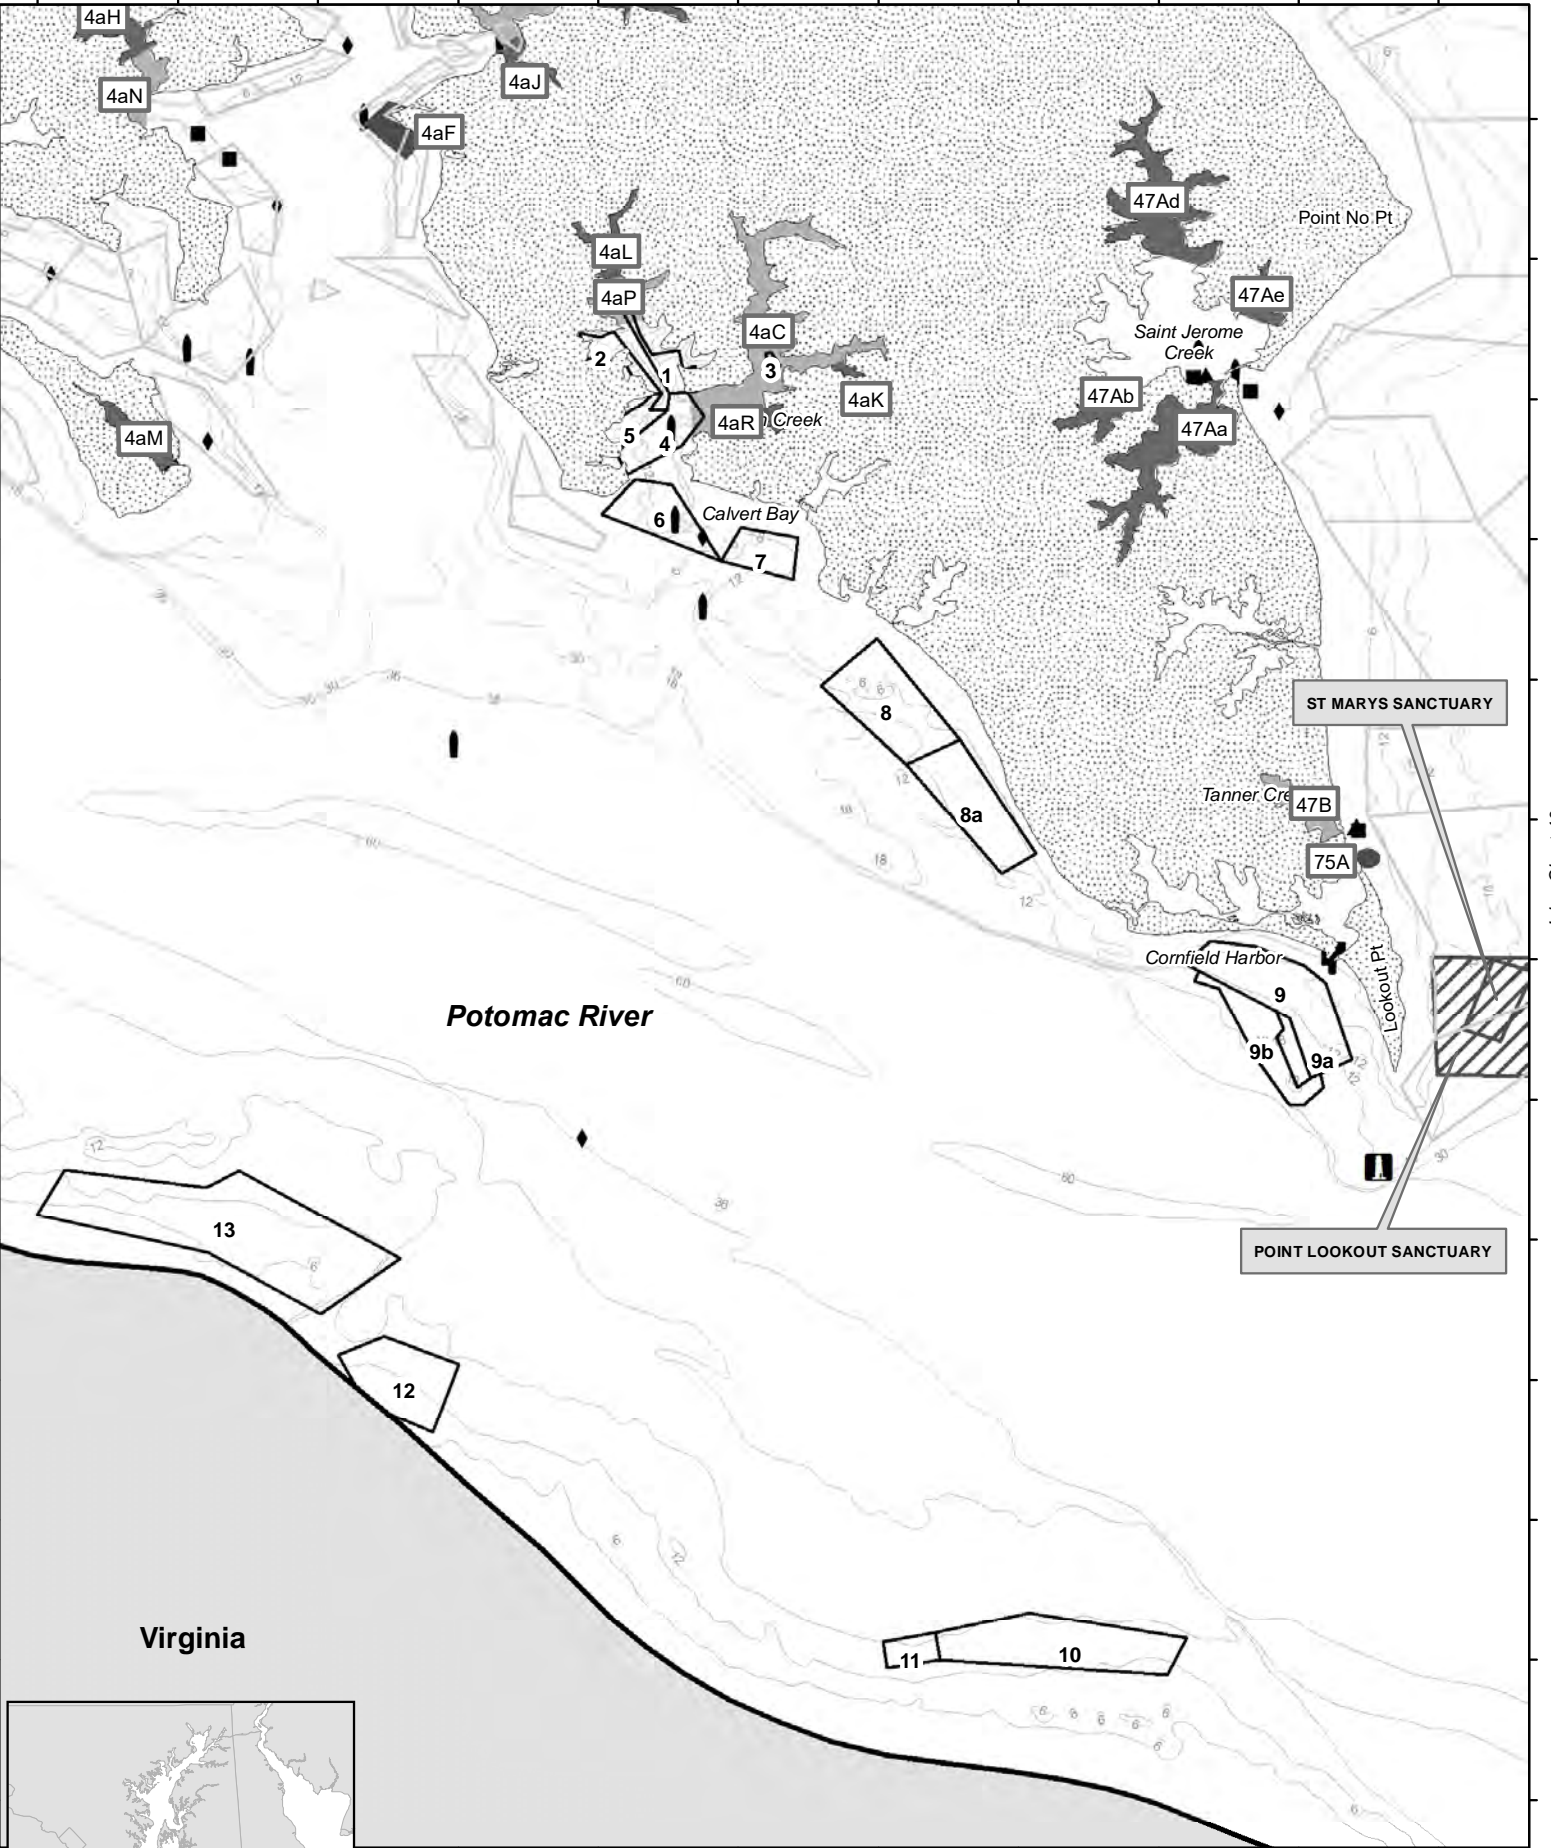 4aH
4aN
4aJ
4aF
47Ad
Point No Pt
4aL
4aP
47Ae
Saint Jerome
Creek
4aC
2
1
3
4aK
47Ab
4aM
5
4
4aR
Creek
47Aa
6
Calvert Bay
7
8
ST MARYS SANCTUARY
8a
Tanner Cre
47B
75A
Cornfield Harbor
Lookout Pt
9
9b
9a
Potomac River
POINT LOOKOUT SANCTUARY
13
12
Virginia
11
10